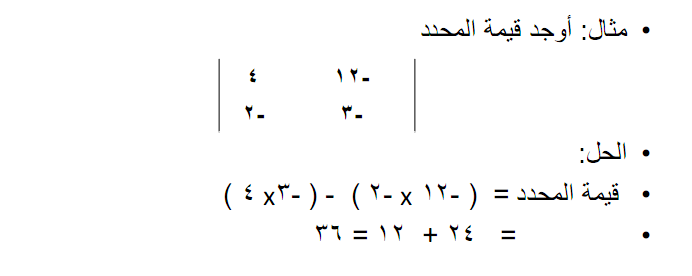 • مثال: أوجد قيمة المحدد
-١٢ ٤
-٣ -٢
• الحل:
• قيمة المحدد = ( -١٢ x -٢ ) - ( -٣x ٤ )
• = ٢٤ + ١٢ = ٣٦